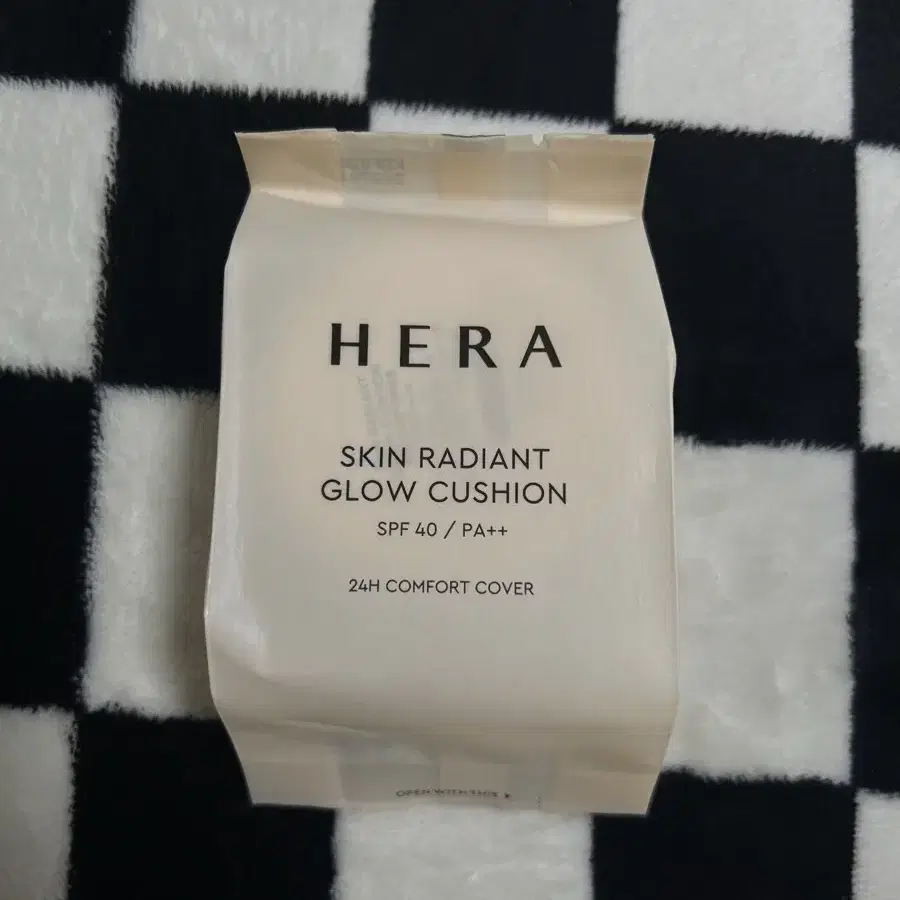 HERA
SKIN RADIANT
GLOW CUSHION
SPF 40 / PA++
24H COMFORT COVER